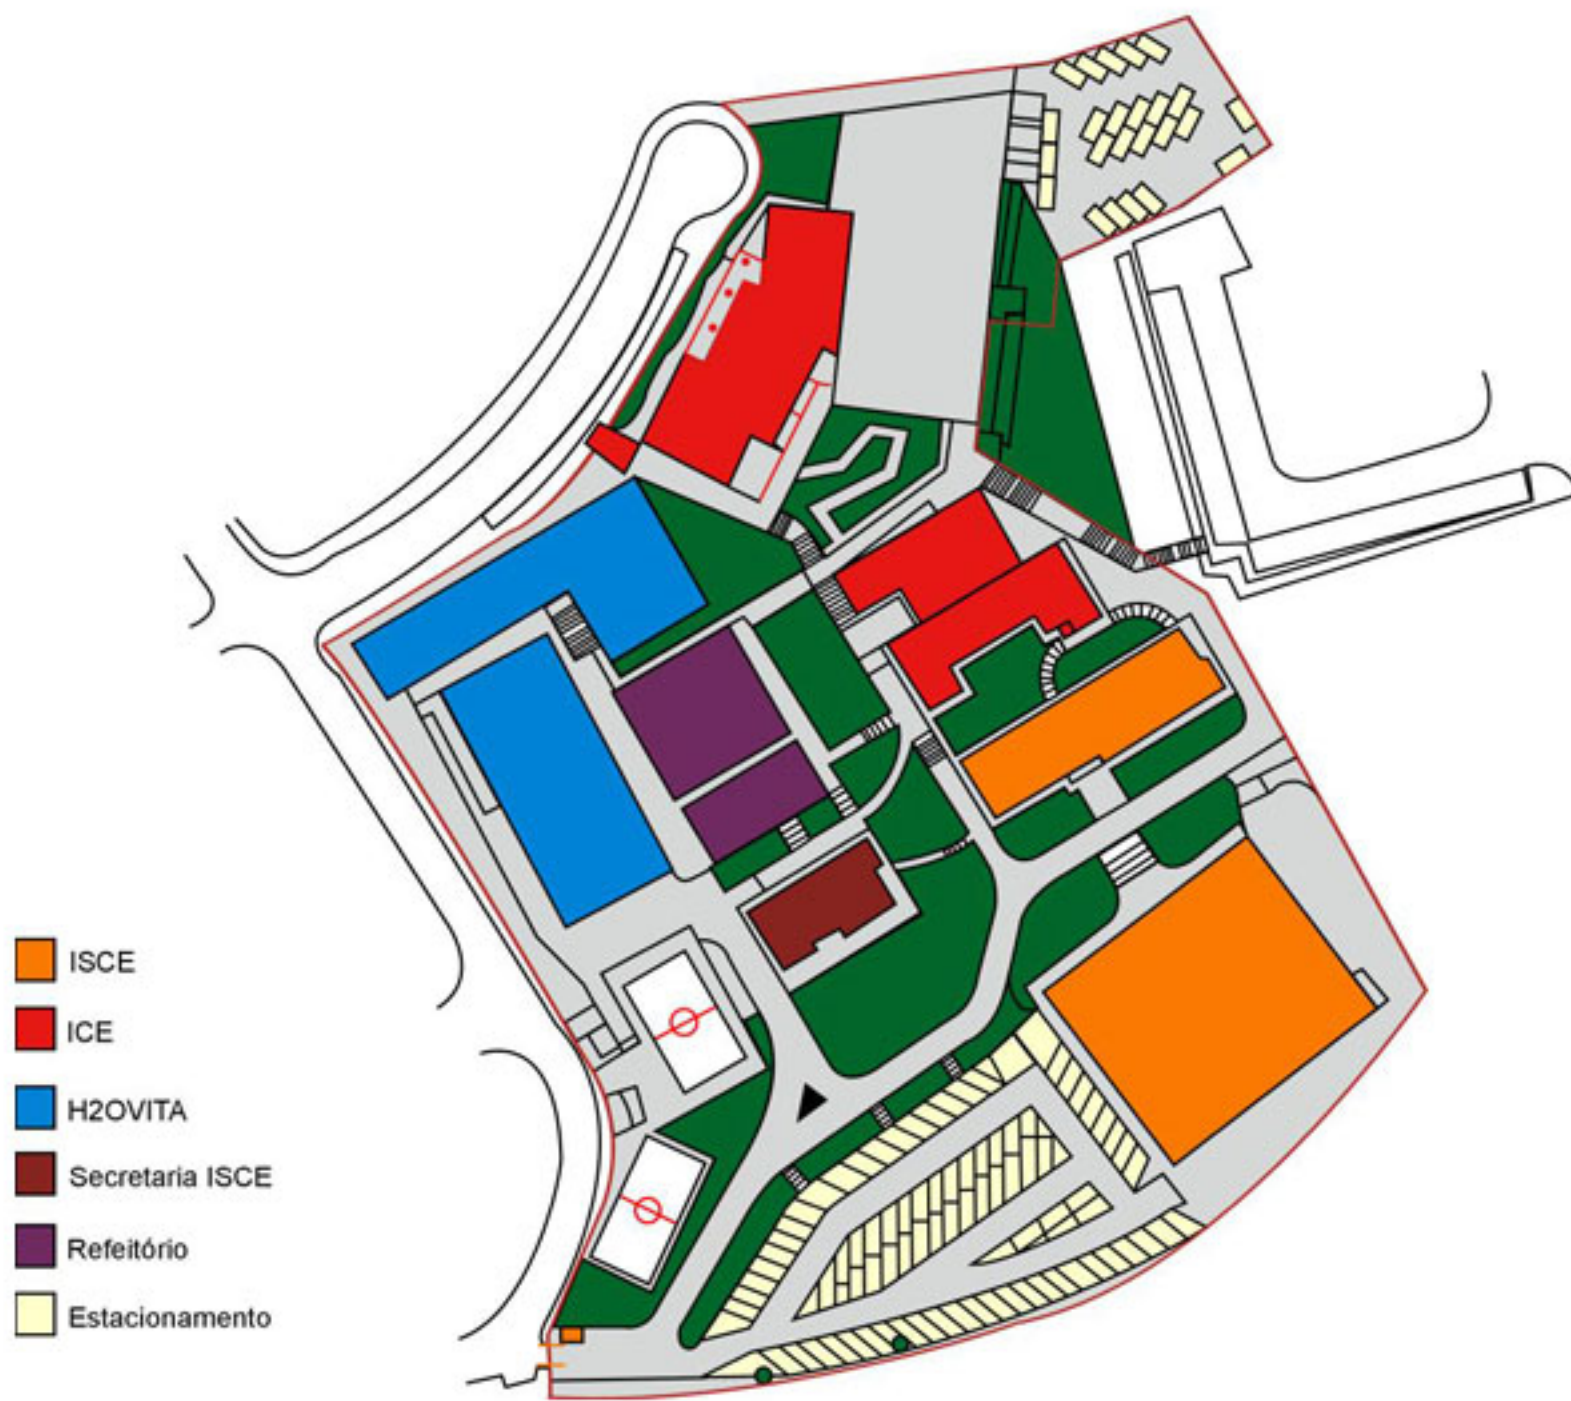 ISCE
ICE
H2OVITA
Secretaria ISCE
Refeitório
Estacionamento